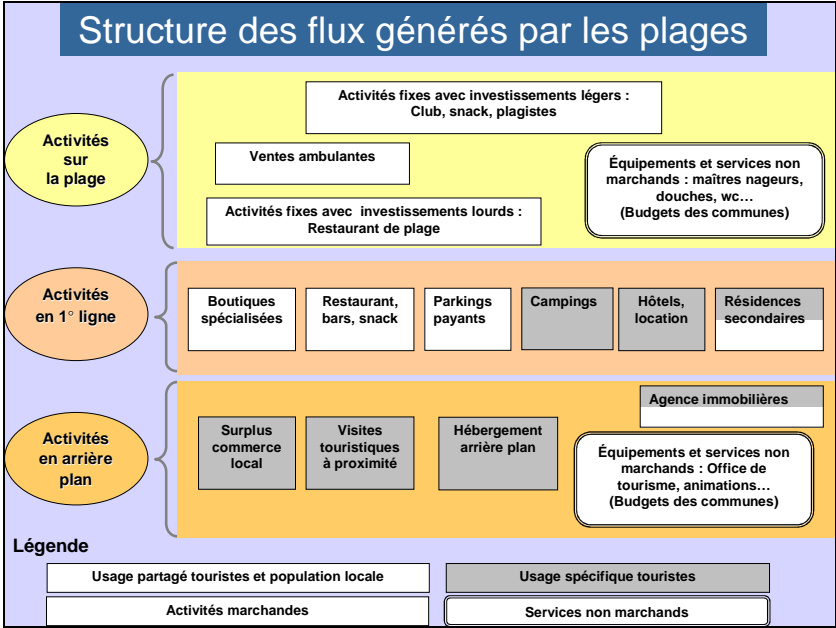 Structure des flux générés par les plages
Activités
sur
la plage
Activités fixes avec investissements légers :
Club, snack, plagistes
Ventes ambulantes
Activités fixes avec  investissements lourds :
Restaurant de plage
Équipements et services non
marchands : maîtres nageurs,
douches, wc…
(Budgets des communes)
Activités
en 1° ligne
Boutiques
spécialisées
Restaurant,
bars, snack
Parkings
payants
Campings
Hôtels,
location
Résidences
secondaires
Activités
en arrière
plan
Surplus
commerce
local
Visites
touristiques
à proximité
Hébergement
arrière plan
Agence immobilières
Équipements et services non
marchands : Office de
tourisme, animations…
(Budgets des communes)
Légende
Usage partagé touristes et population locale
Usage spécifique touristes
Activités marchandes
Services non marchands